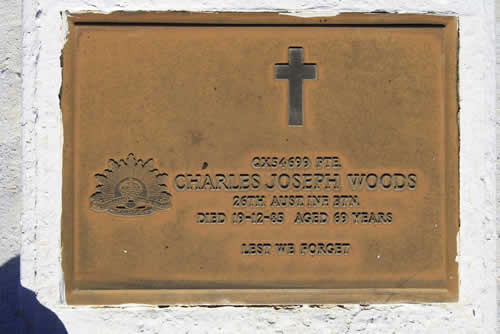 QX54699 PTE.
CHARLES JOSEPH WOODS
26TH AUST INF BTN.
DIED 19-12-85 AGED 69 YEARS
LEST WE FORGET